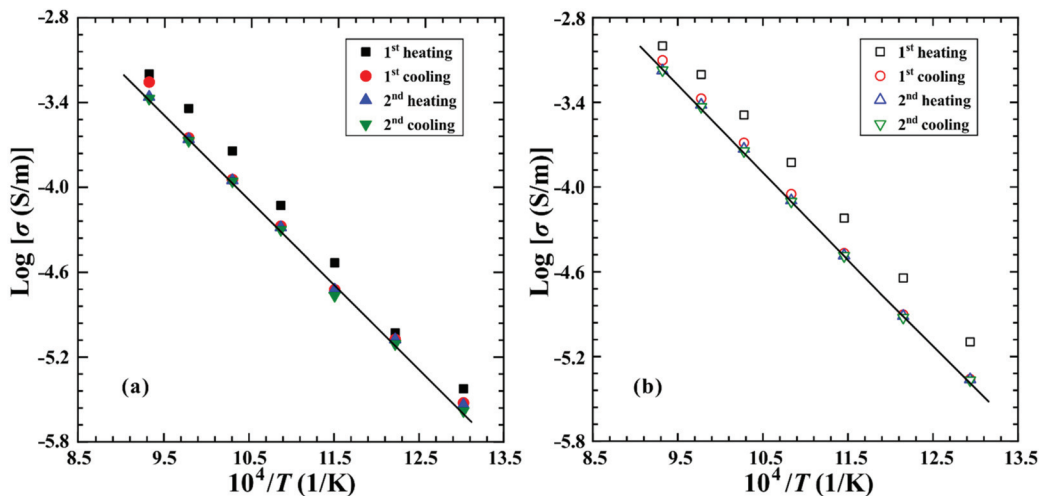 -2.8
-3.4
-4.0
-4.6
-5.2
-5.8
Log [σ (S/m)]
1st heating
1st cooling
2nd heating
2nd cooling
(a)
8.5 9.5 10.5 11.5 12.5 13.5
10⁴/T (1/K)
-2.8
-3.4
-4.0
-4.6
-5.2
-5.8
Log [σ (S/m)]
1st heating
1st cooling
2nd heating
2nd cooling
(b)
8.5 9.5 10.5 11.5 12.5 13.5
10⁴/T (1/K)